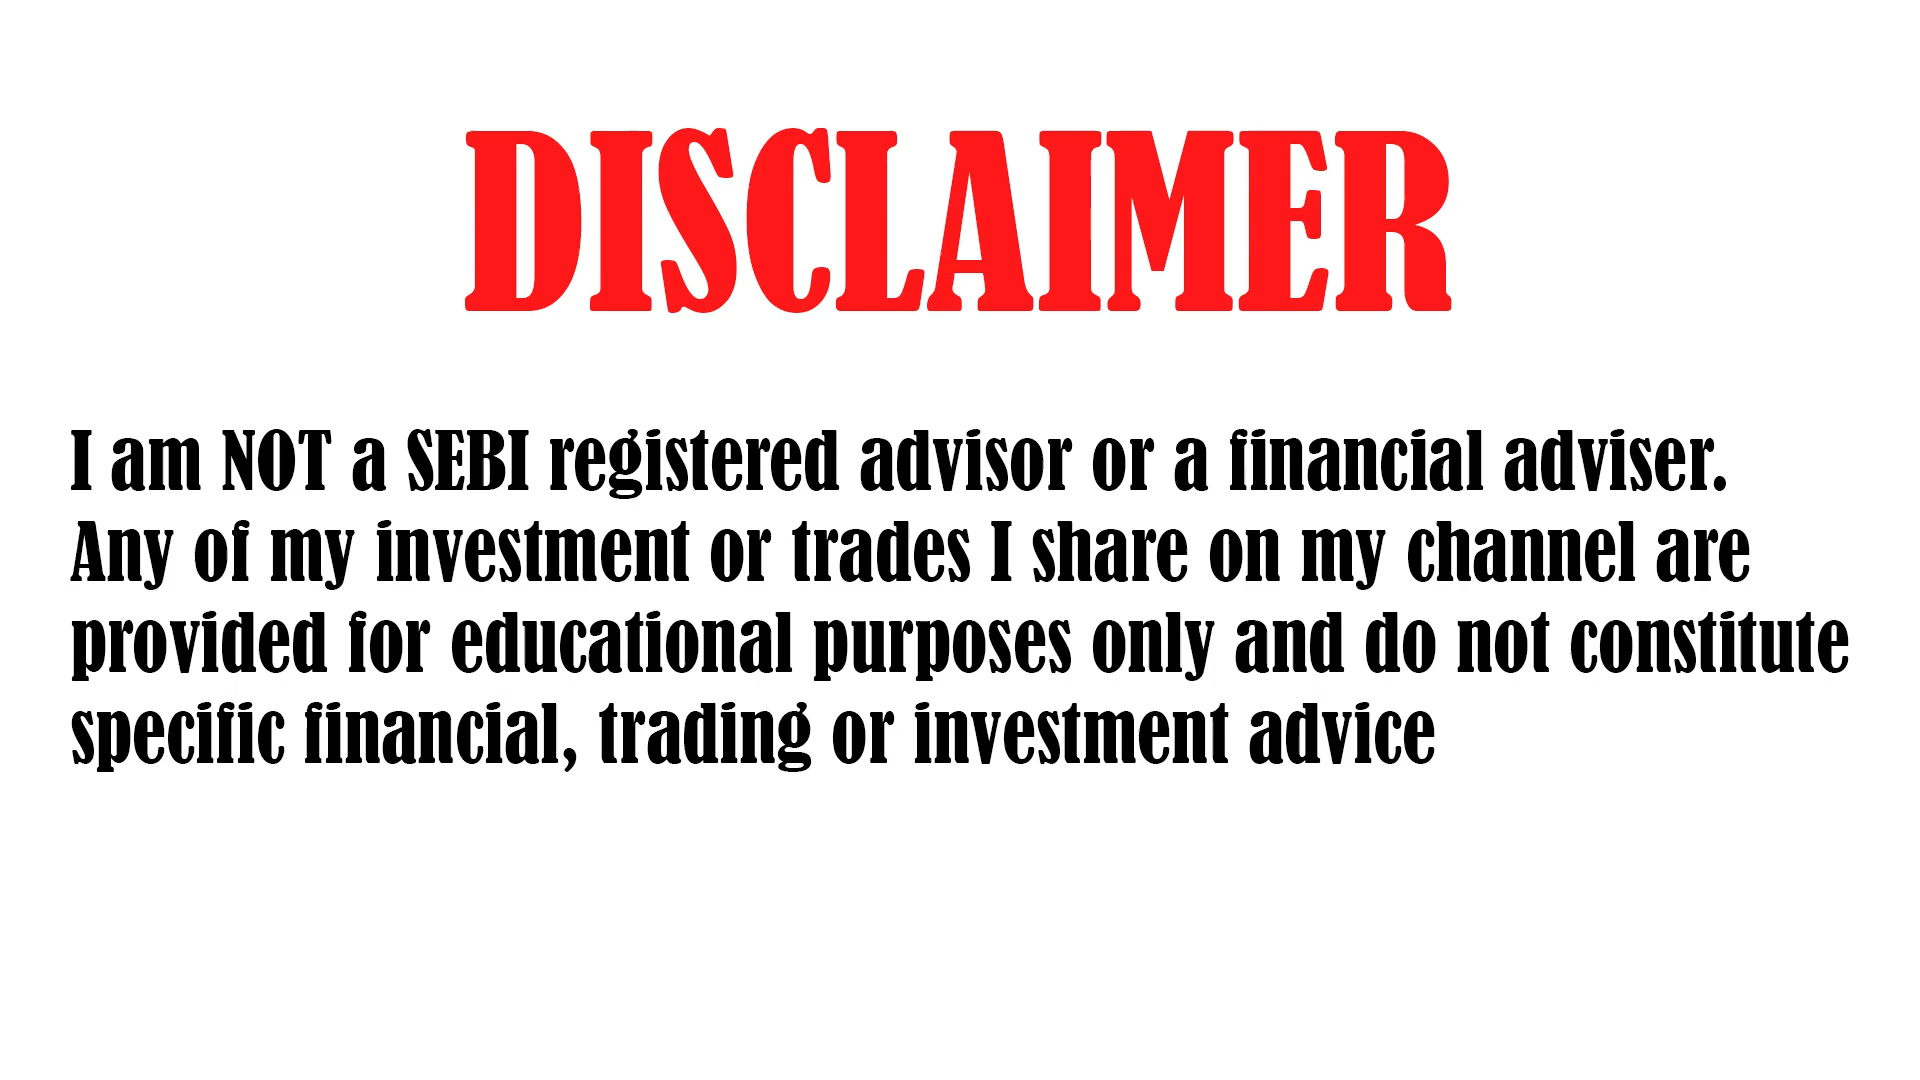 DISCLAIMER
I am NOT a SEBI registered advisor or a financial adviser.
Any of my investment or trades I share on my channel are
provided for educational purposes only and do not constitute
specific financial, trading or investment advice